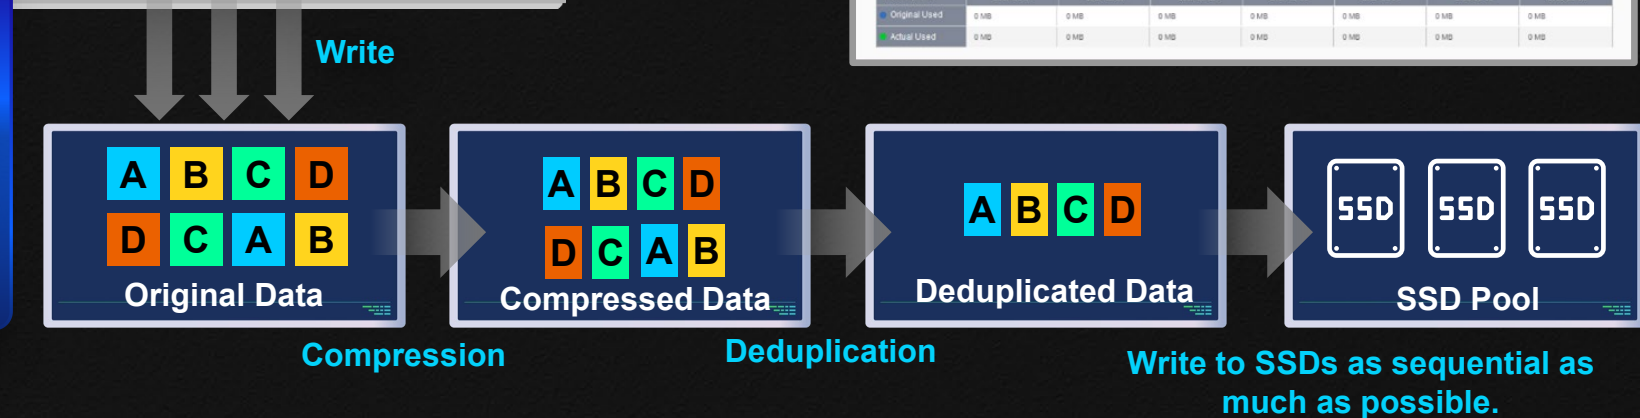 Original Used 0 MB 0 MB 0 MB 0 MB 0 MB 0 MB 0 MB
Actual Used 0 MB 0 MB 0 MB 0 MB 0 MB 0 MB 0 MB
Write
A B C D
D C A B
Original Data
Compression
A B C D
D C A B
Compressed Data
Deduplication
A B C D
Deduplicated Data
SSD SSD SSD
SSD Pool
Write to SSDs as sequential as
much as possible.